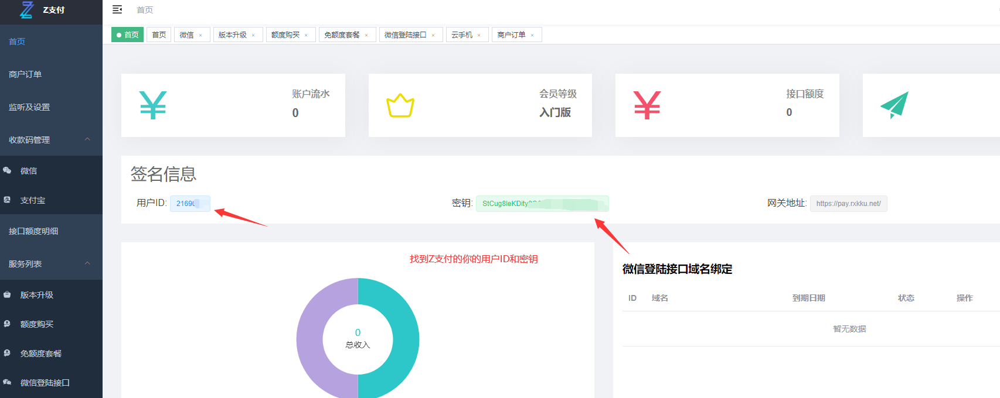 Z支付
首页
首页
首页
首页
微信 ×
版本升级 ×
额度购买 ×
免额度套餐 ×
微信登陆接口 ×
云手机 ×
商户订单 ×
商户订单
监听及设置
收款码管理
微信
支付宝
接口额度明细
服务列表
版本升级
额度购买
免额度套餐
微信登陆接口
账户流水
0
会员等级
入门版
接口额度
0
签名信息
用户ID: 2169
密钥: StCug8leKDity
网关地址: https://pay.rxkku.net/
找到Z支付的你的用户ID和密钥
0
总收入
微信登陆接口域名绑定
ID 域名 到期日期 状态 操作
暂无数据